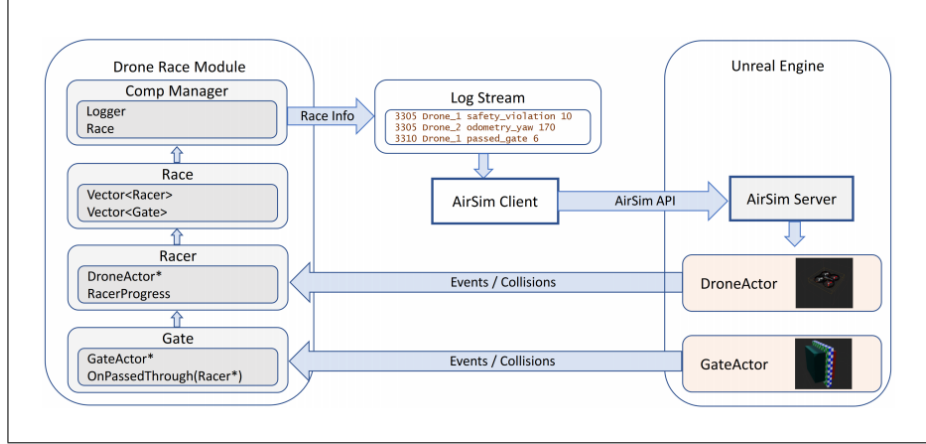 Drone Race Module
Comp Manager
Logger
Race
Race
Vector<Racer>
Vector<Gate>
Racer
DroneActor*
RacerProgress
Gate
GateActor*
OnPassedThrough(Racer*)
Race Info
Log Stream
3305 Drone_1 safety_violation 10
3305 Drone_2 odometry_yaw 170
3310 Drone_1 passed_gate 6
AirSim Client
AirSim API
Unreal Engine
AirSim Server
Events / Collisions
DroneActor
Events / Collisions
GateActor